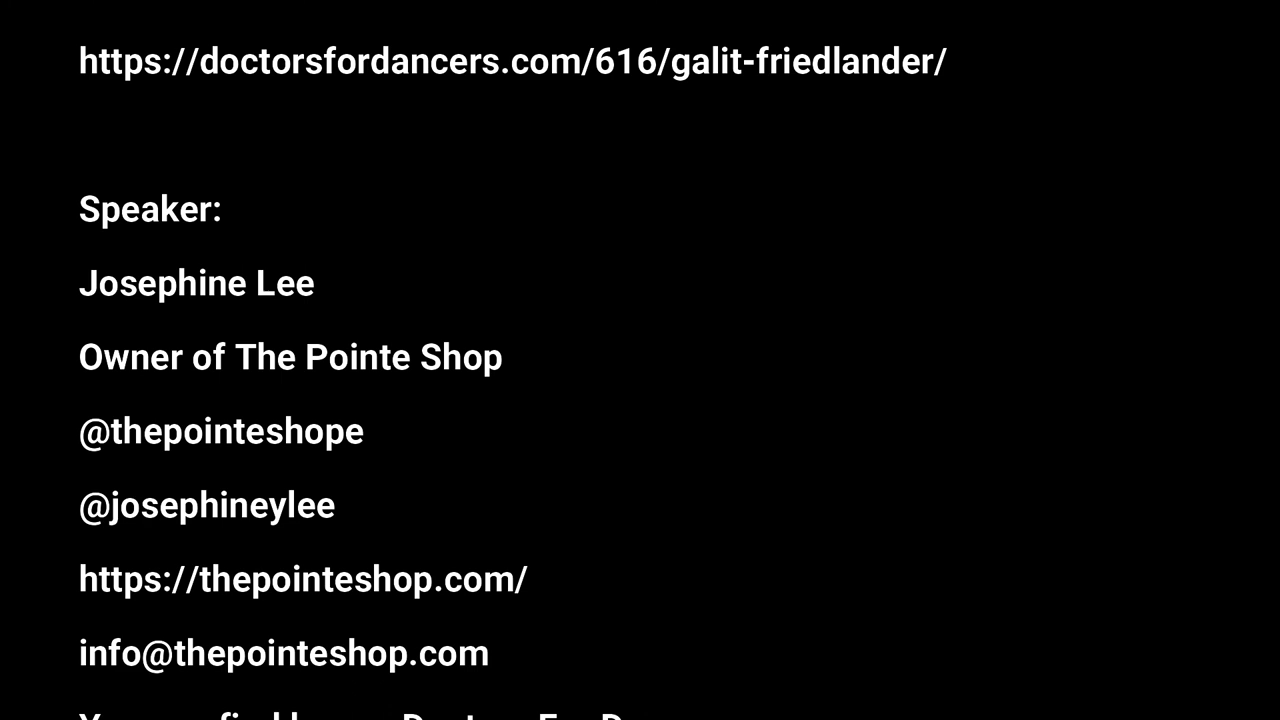 https://doctorsfordancers.com/616/galit-friedlander/
Speaker:
Josephine Lee
Owner of The Pointe Shop
@thepointeshope
@josephineylee
https://thepointeshop.com/
info@thepointeshop.com